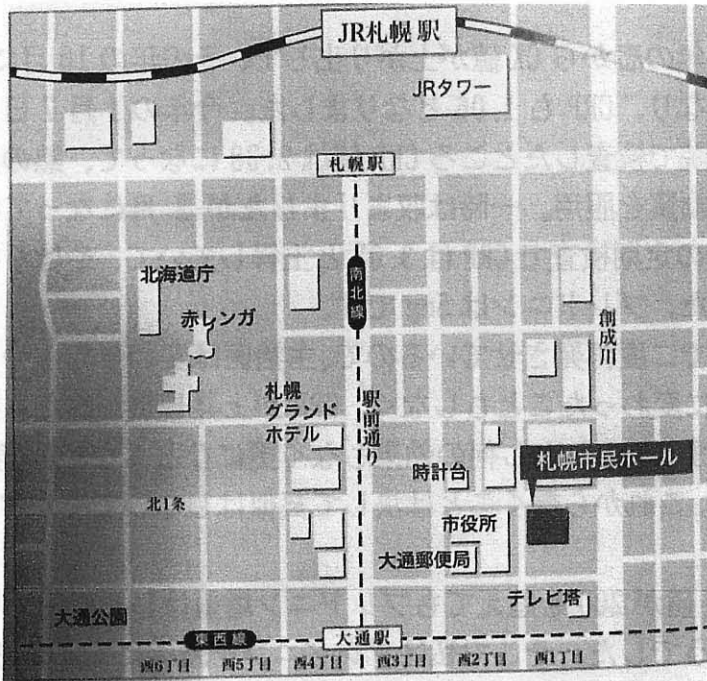 JR札幌駅
JRタワー
札幌駅
北海道庁
南北線
赤レンガ
創成川
札幌
グランド
ホテル
駅前通り
時計台
札幌市民ホール
北1条
市役所
大通郵便局
テレビ塔
大通公園
東西線
大通駅
西6丁目
西5丁目
西4丁目
西3丁目
西2丁目
西1丁目